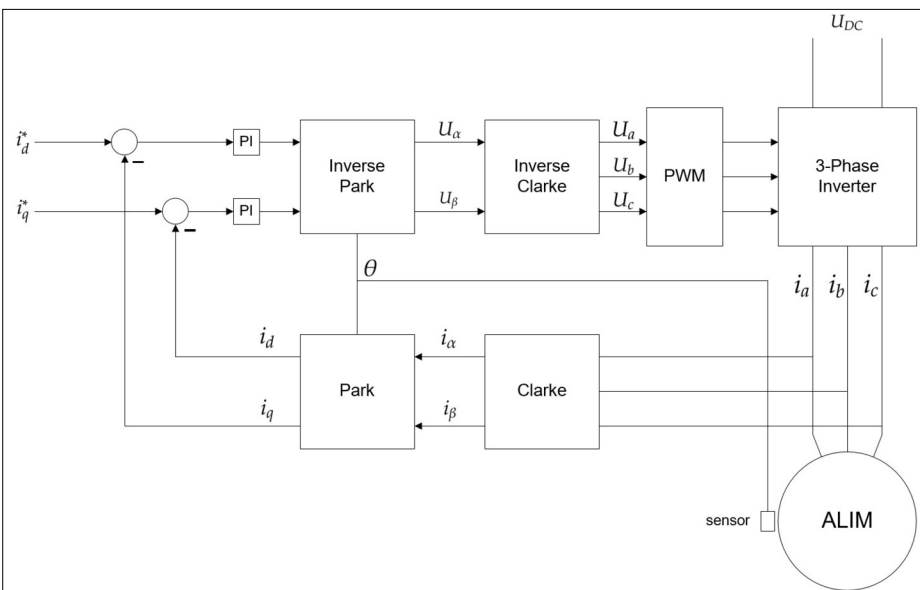 U_DC
i_d^*
PI
Inverse
Park
U_α
U_β
Inverse
Clarke
U_a
U_b
U_c
PWM
3-Phase
Inverter
i_q^*
PI
θ
i_a
i_b
i_c
i_d
i_q
Park
i_α
i_β
Clarke
sensor
ALIM